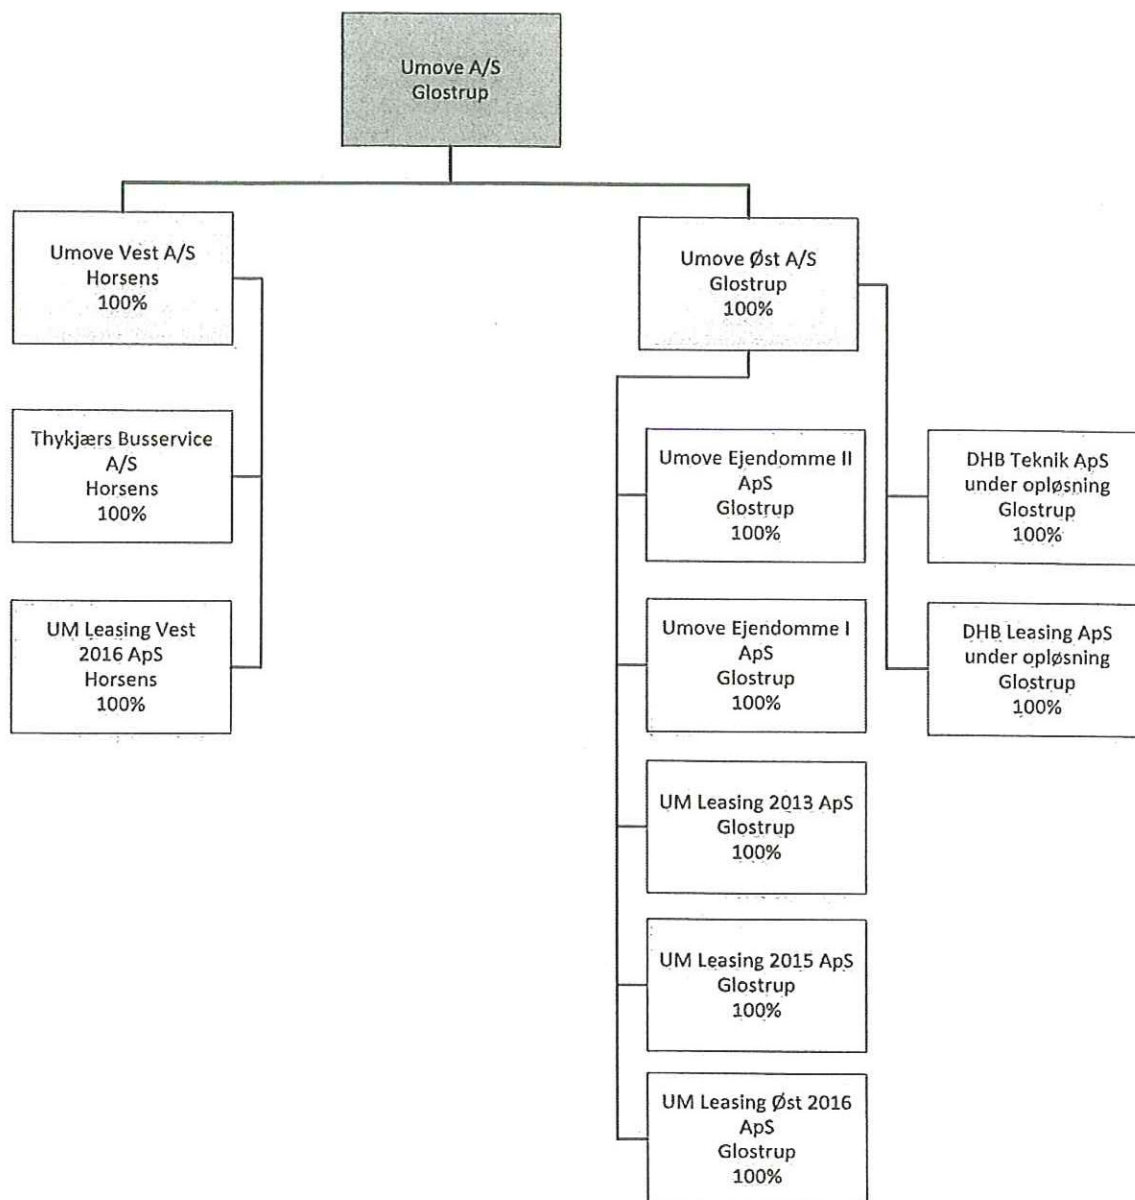 Umove A/S
Glostrup
Umove Vest A/S
Horsens
100%
Thykjærs Busservice
A/S
Horsens
100%
UM Leasing Vest
2016 ApS
Horsens
100%
Umove Øst A/S
Glostrup
100%
Umove Ejendomme II
ApS
Glostrup
100%
Umove Ejendomme I
ApS
Glostrup
100%
UM Leasing 2013 ApS
Glostrup
100%
UM Leasing 2015 ApS
Glostrup
100%
UM Leasing Øst 2016
ApS
Glostrup
100%
DHB Teknik ApS
under opløsning
Glostrup
100%
DHB Leasing ApS
under opløsning
Glostrup
100%